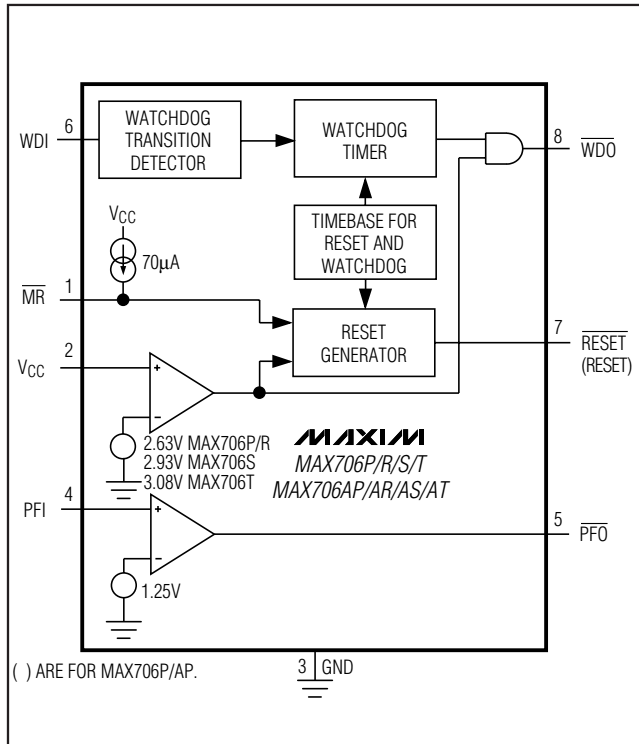 WATCHDOG
TRANSITION
DETECTOR
WATCHDOG
TIMER
6
WDI
8
WDO
TIMEBASE FOR
RESET AND
WATCHDOG
VCC
70µA
1
MR
RESET
GENERATOR
7
RESET
(RESET)
2
VCC
+
−
2.63V MAX706P/R
2.93V MAX706S
3.08V MAX706T
MAXIM
MAX706P/R/S/T
MAX706AP/AR/AS/AT
4
PFI
+
−
1.25V
5
PFO
3
GND
( ) ARE FOR MAX706P/AP.